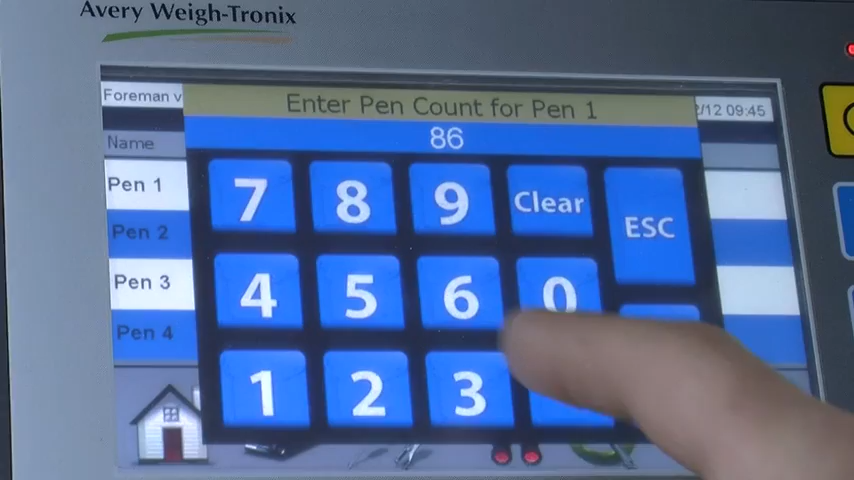 Avery Weigh-Tronix
Foreman v
Enter Pen Count for Pen 1
/12 09:45
Name
86
Pen 1
7 8 9 Clear
ESC
Pen 2
Pen 3
4 5 6 0
Pen 4
1 2 3